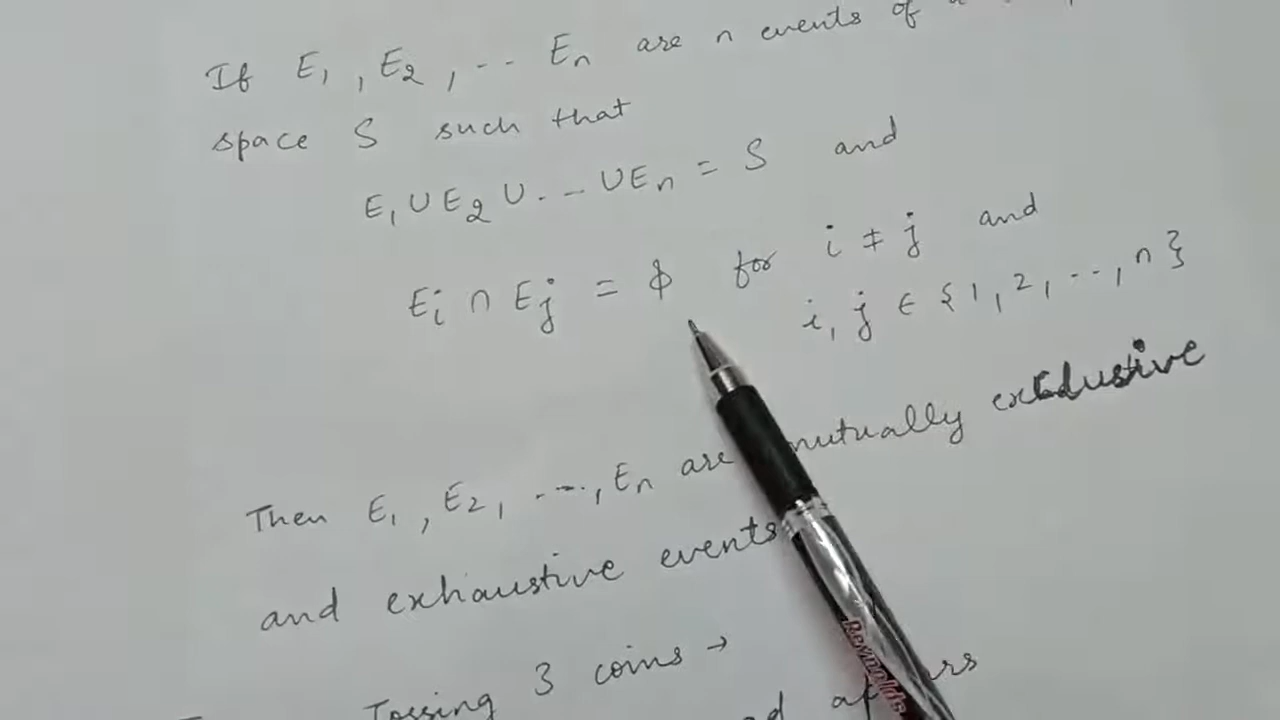 If E₁, E₂, ... Eₙ are n events of a
space S such that
E₁ ∪ E₂ ∪ ... ∪ Eₙ = S and
Eᵢ ∩ Eⱼ = ϕ for i ≠ j and
i, j ∈ {1, 2, ..., n}
Then E₁, E₂, ..., Eₙ are mutually exclusive
and exhaustive events
Tossing 3 coins →
Reynolds